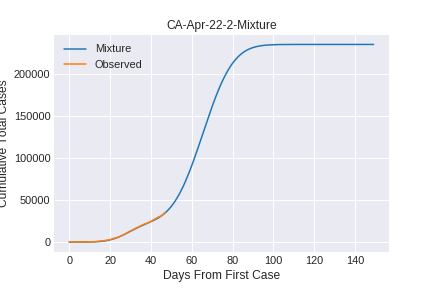 CA-Apr-22-2-Mixture
Mixture
Observed
Cumulative Total Cases
200000
150000
100000
50000
0
0 20 40 60 80 100 120 140
Days From First Case